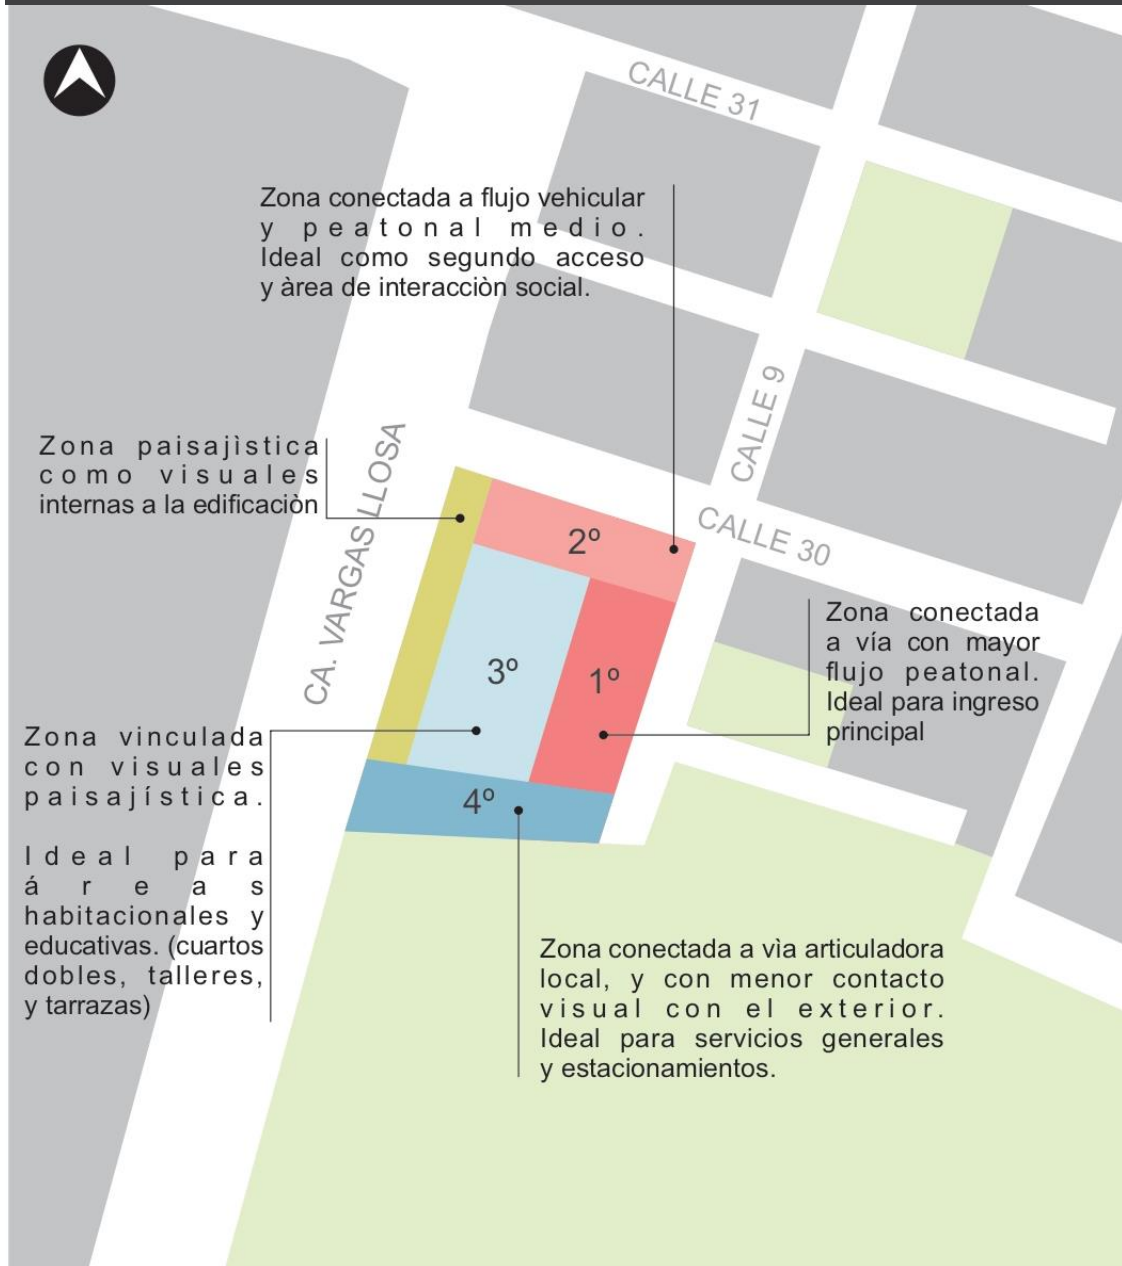 CALLE 31
Zona conectada a flujo vehicular
y peatonal medio.
Ideal como segundo acceso
y àrea de interacciòn social.
CALLE 9
Zona paisajìstica
como visuales
internas a la edificaciòn
CA. VARGAS LLOSA
CALLE 30
2º
Zona conectada
a vía con mayor
flujo peatonal.
Ideal para ingreso
principal
3º
1º
Zona vinculada
con visuales
paisajística.
Ideal para
áreas
habitacionales y
educativas. (cuartos
dobles, talleres,
y tarrazas)
4º
Zona conectada a vìa articuladora
local, y con menor contacto
visual con el exterior.
Ideal para servicios generales
y estacionamientos.